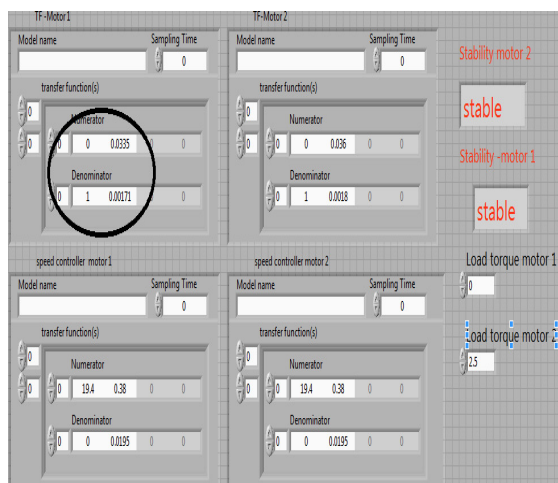 TF -Motor 1
Model name
Sampling Time
0
transfer function(s)
0
0
Numerator
0 0 0.0335 0
Denominator
0 1 0.00171 0
TF-Motor 2
Model name
Sampling Time
0
transfer function(s)
0
0
Numerator
0 0 0.036 0 0
Denominator
0 1 0.0018 0 0
Stability motor 2
stable
Stability -motor 1
stable
speed controller motor 1
Model name
Sampling Time
0
transfer function(s)
0
0
Numerator
0 19.4 0.38 0 0
Denominator
0 0 0.0195 0 0
speed controller motor 2
Model name
Sampling Time
0
transfer function(s)
0
0
Numerator
0 19.4 0.38 0 0
Denominator
0 0 0.0195 0 0
Load torque motor 1
0
Load torque motor 2
2.5